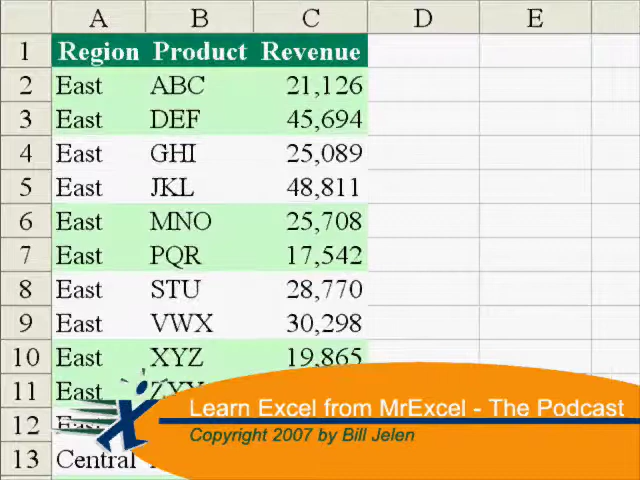 A B C D E
1 Region Product Revenue
2 East ABC 21,126
3 East DEF 45,694
4 East GHI 25,089
5 East JKL 48,811
6 East MNO 25,708
7 East PQR 17,542
8 East STU 28,770
9 East VWX 30,298
10 East XYZ 19,865
11 East
12 East
13 Central
Learn Excel from MrExcel - The Podcast
Copyright 2007 by Bill Jelen